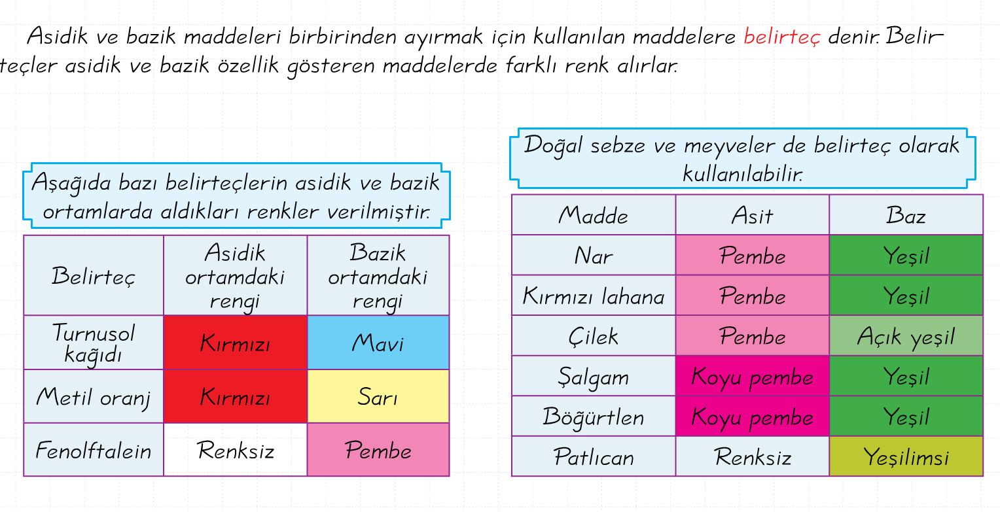 Asidik ve bazik maddeleri birbirinden ayırmak için kullanılan maddelere belirteç denir. Belir-
teçler asidik ve bazik özellik gösteren maddelerde farklı renk alırlar.
Aşağıda bazı belirteçlerin asidik ve bazik
ortamlarda aldıkları renkler verilmiştir.
Belirteç Asidik ortamdaki rengi Bazik ortamdaki rengi
Turnusol kağıdı Kırmızı Mavi
Metil oranj Kırmızı Sarı
Fenolftalein Renksiz Pembe
Doğal sebze ve meyveler de belirteç olarak
kullanılabilir.
Madde Asit Baz
Nar Pembe Yeşil
Kırmızı lahana Pembe Yeşil
Çilek Pembe Açık yeşil
Şalgam Koyu pembe Yeşil
Böğürtlen Koyu pembe Yeşil
Patlıcan Renksiz Yeşilimsi